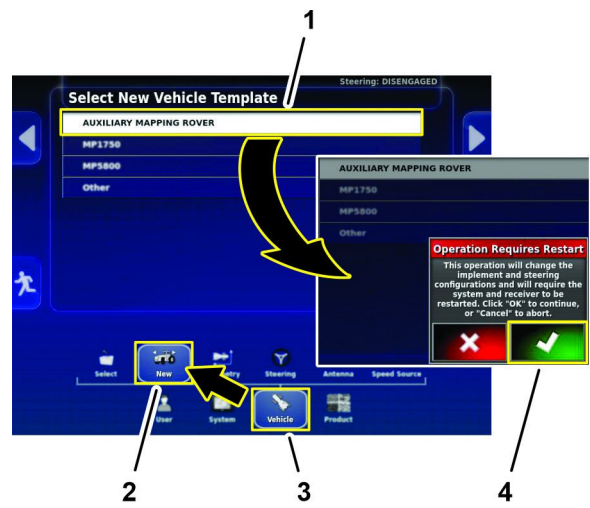 1
Steering: DISENGAGED
Select New Vehicle Template
AUXILIARY MAPPING ROVER
MP1750
MP5800
Other
AUXILIARY MAPPING ROVER
MP1750
MP5800
Other
Operation Requires Restart
This operation will change the
implement and steering
configurations and will require the
system and receiver to be
restarted. Click "OK" to continue,
or "Cancel" to abort.
Select
New
etry
Steering
Antenna
Speed Source
User
System
Vehicle
Product
2
3
4